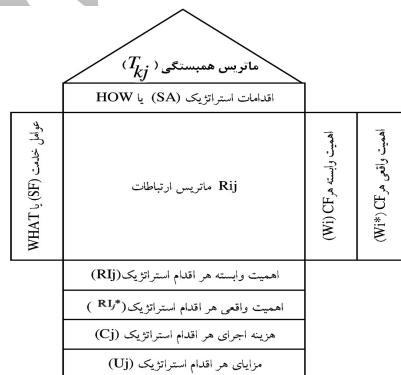 ماتریس همبستگی (Tkj)
اقدامات استراتژیک (SA) یا HOW
عوامل خدمت (SF) یا WHAT
ماتریس ارتباطات Rij
اهمیت وابسته هر CF (Wi)
اهمیت واقعی هر CF (Wi*)
اهمیت وابسته هر اقدام استراتژیک(RIj)
اهمیت واقعی هر اقدام استراتژیک( RIj* )
هزینه اجرای هر اقدام استراتژیک (Cj)
مزایای هر اقدام استراتژیک (Uj)